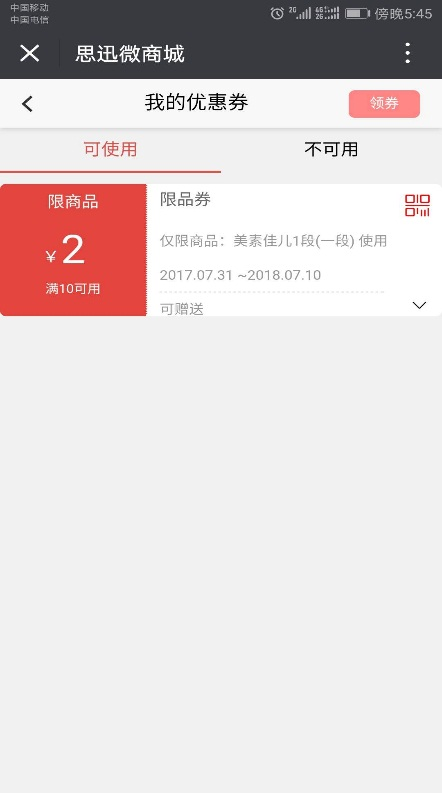 中国移动
中国电信
2G 4G 2G 傍晚5:45
思迅微商城
我的优惠券
领券
可使用 不可用
限商品
¥2
满10可用
限品券
仅限商品：美素佳儿1段(一段) 使用
2017.07.31 ~2018.07.10
可赠送